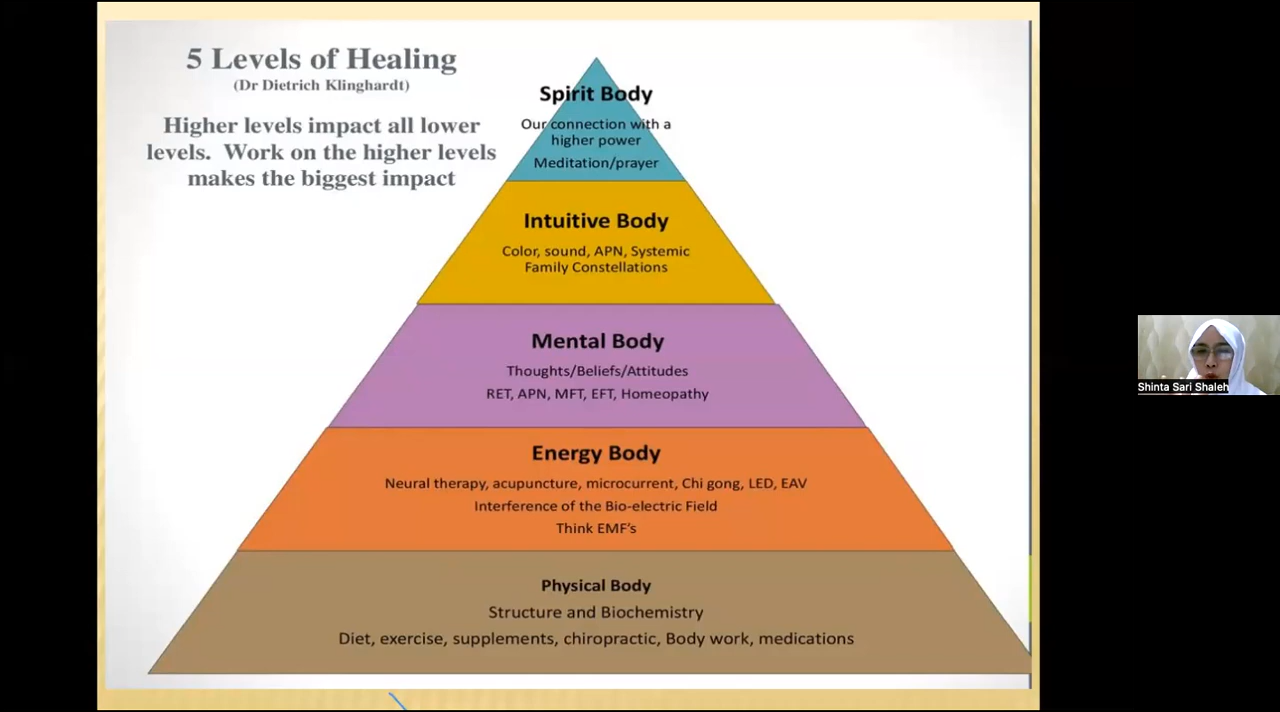 5 Levels of Healing
(Dr Dietrich Klinghardt)
Higher levels impact all lower
levels.  Work on the higher levels
makes the biggest impact
Spirit Body
Our connection with a
higher power
Meditation/prayer
Intuitive Body
Color, sound, APN, Systemic
Family Constellations
Mental Body
Thoughts/Beliefs/Attitudes
RET, APN, MFT, EFT, Homeopathy
Energy Body
Neural therapy, acupuncture, microcurrent, Chi gong, LED, EAV
Interference of the Bio-electric Field
Think EMF's
Physical Body
Structure and Biochemistry
Diet, exercise, supplements, chiropractic, Body work, medications
Shinta Sari Shaleh